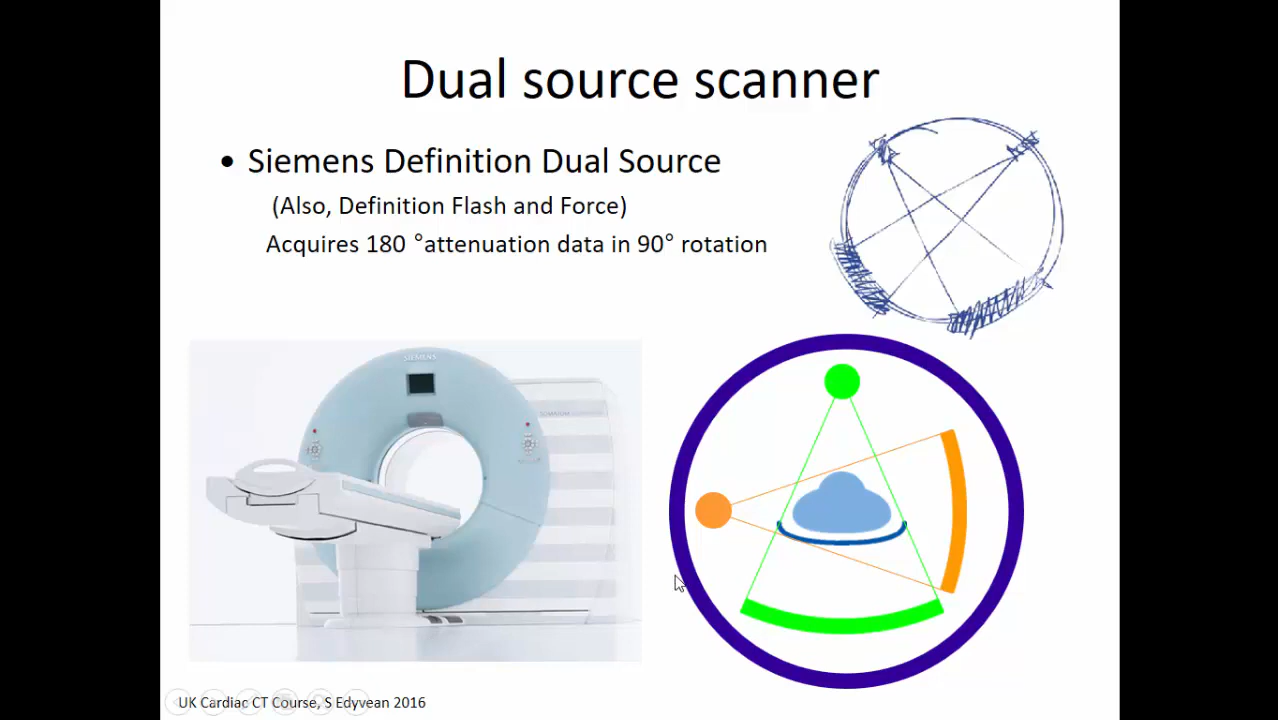 Dual source scanner
• Siemens Definition Dual Source
(Also, Definition Flash and Force)
Acquires 180 °attenuation data in 90° rotation
SIEMENS
UK Cardiac CT Course, S Edyvean 2016